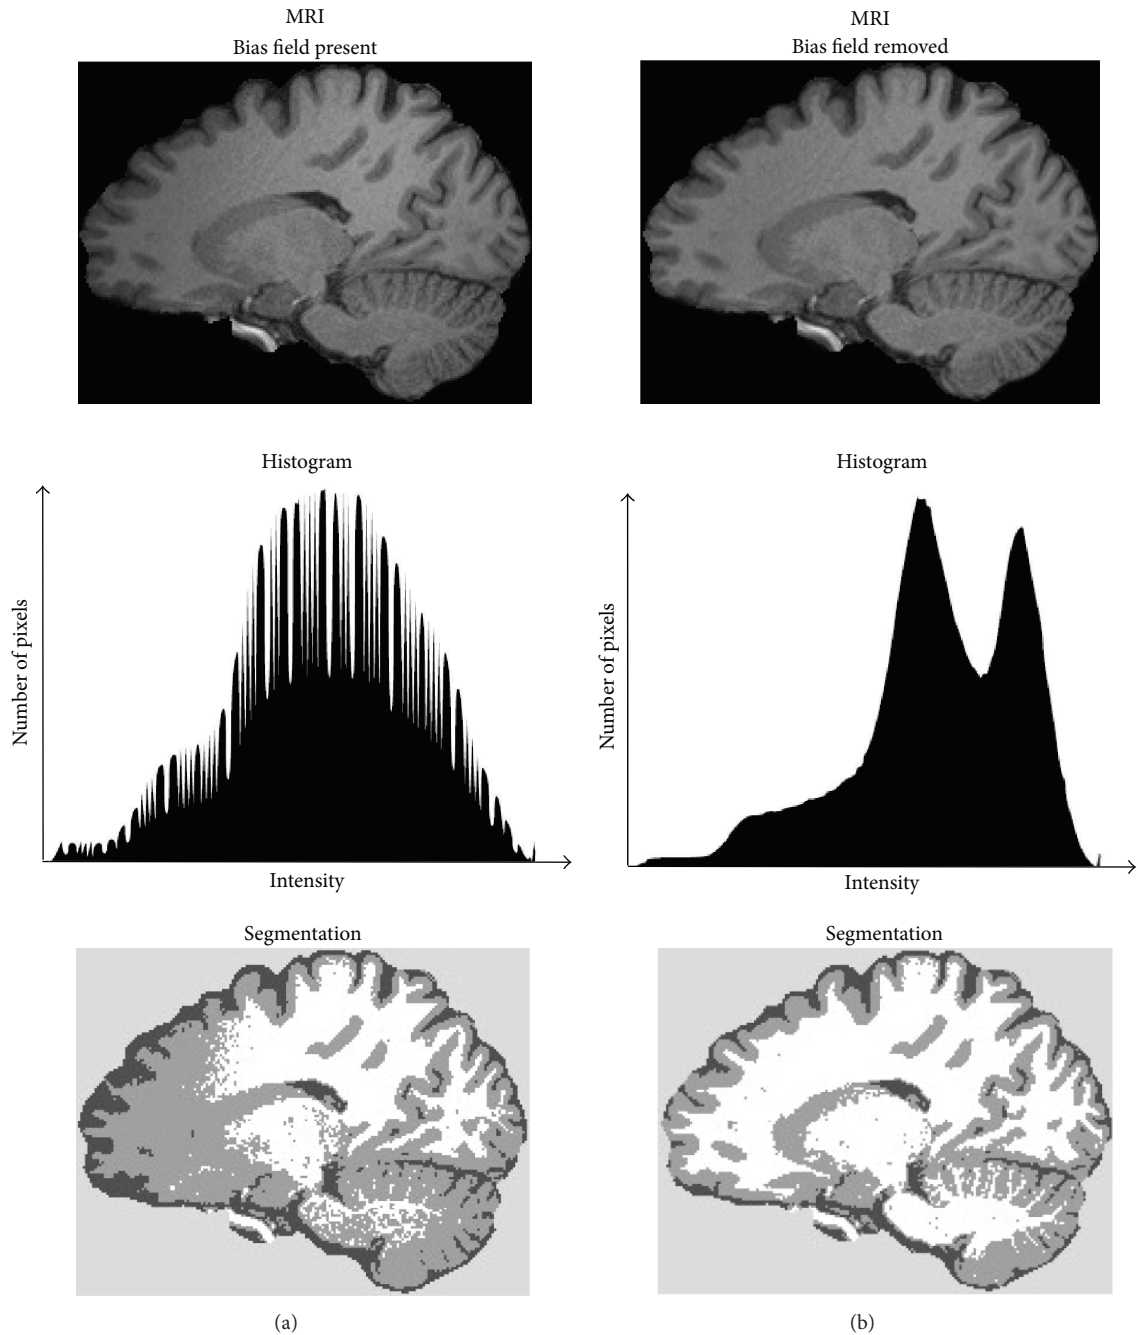 MRI
Bias field present
MRI
Bias field removed
Histogram
Number of pixels
Intensity
Histogram
Number of pixels
Intensity
Segmentation
Segmentation
(a)
(b)